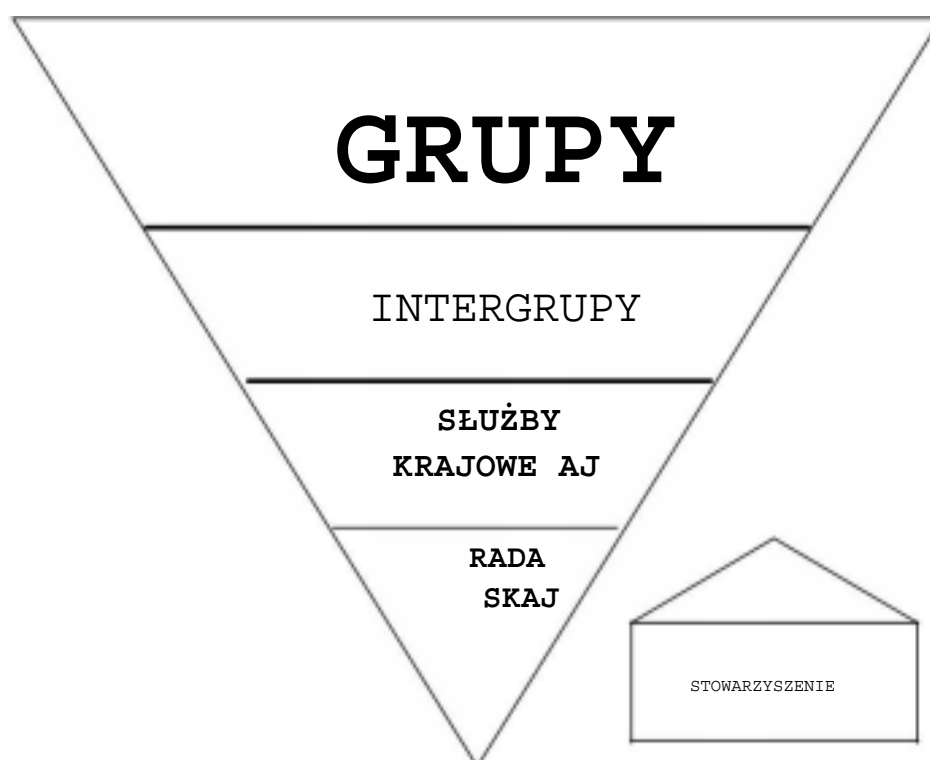 GRUPY
INTERGRUPY
SŁUŻBY
KRAJOWE AJ
RADA
SKAJ
STOWARZYSZENIE